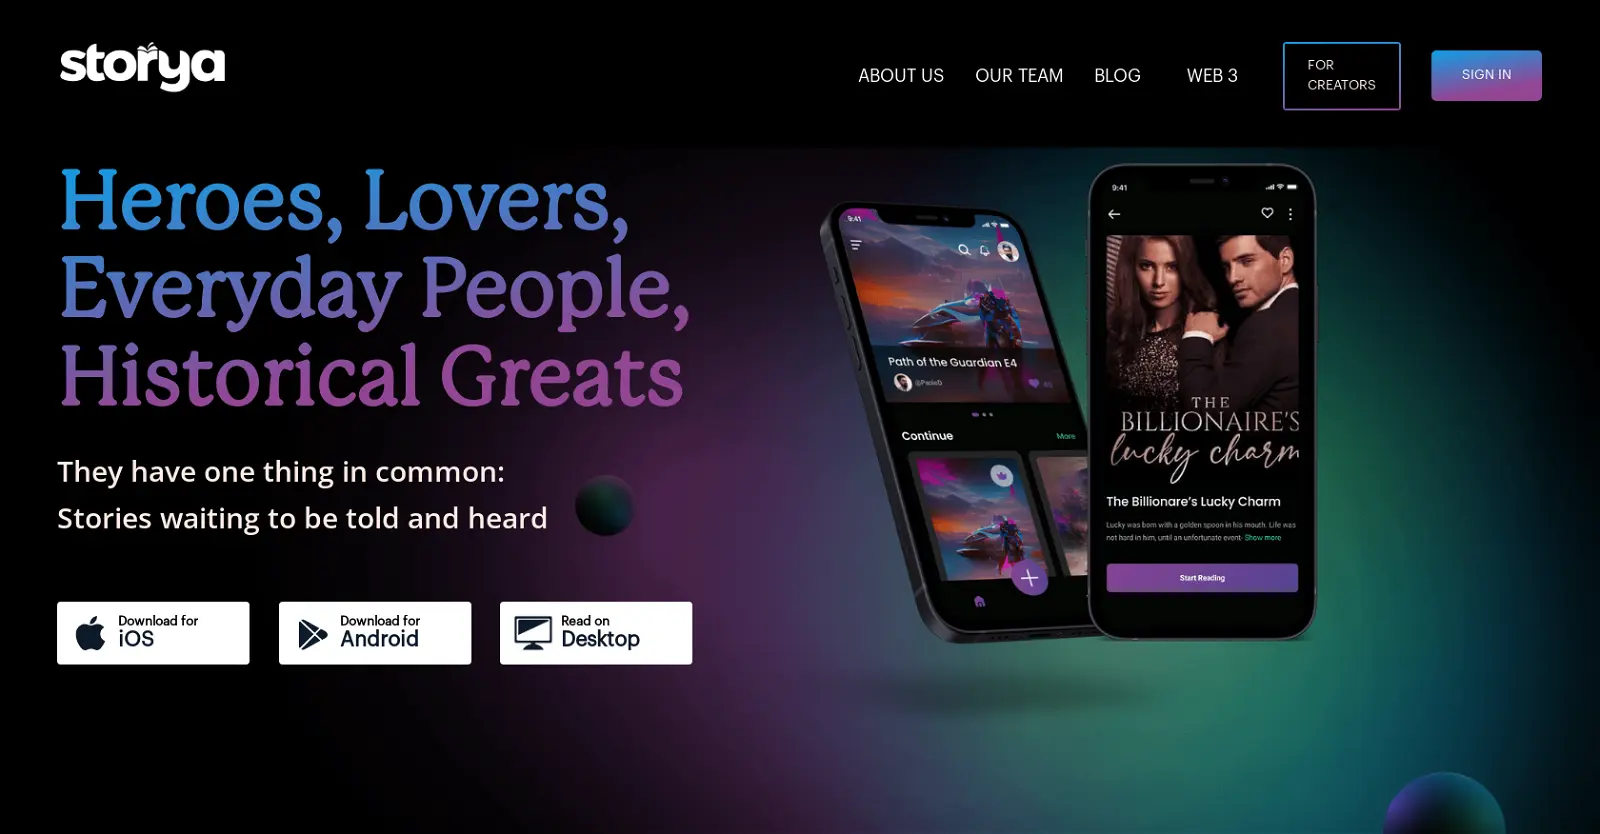 storya
ABOUT US
OUR TEAM
BLOG
WEB 3
FOR
CREATORS
SIGN IN
Heroes, Lovers,
Everyday People,
Historical Greats
They have one thing in common:
Stories waiting to be told and heard
Download for
iOS
Download for
Android
Read on
Desktop
9:41
Path of the Guardian E4
Continue
More
9:41
THE
BILLIONAIRE'S
lucky charm
The Billionare's Lucky Charm
Lucky was born with a golden spoon in his mouth. Life was
not hard in him, until an unfortunate event- Show more
Start Reading